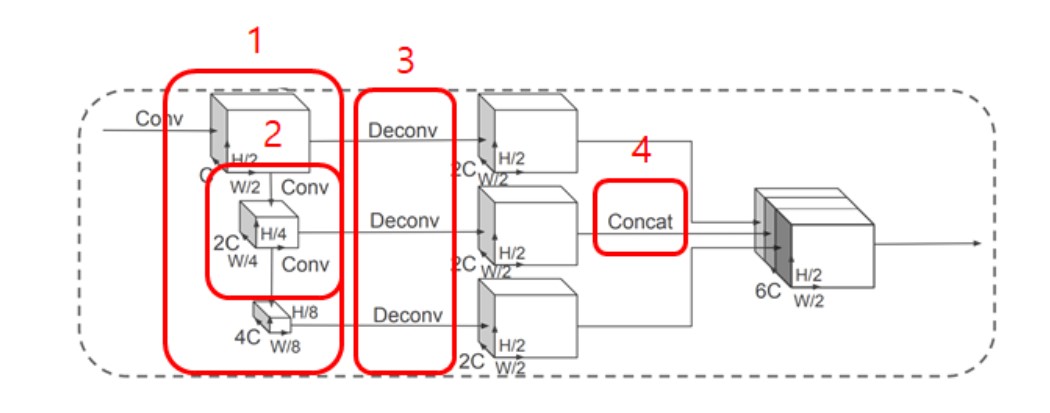 1
3
Conv
2
Deconv
4
H/2
C
W/2
Conv
2C
H/2
W/2
H/4
2C
W/4
Deconv
Concat
Conv
2C
H/2
W/2
H/8
4C
W/8
Deconv
H/2
2C
W/2
H/2
6C
W/2